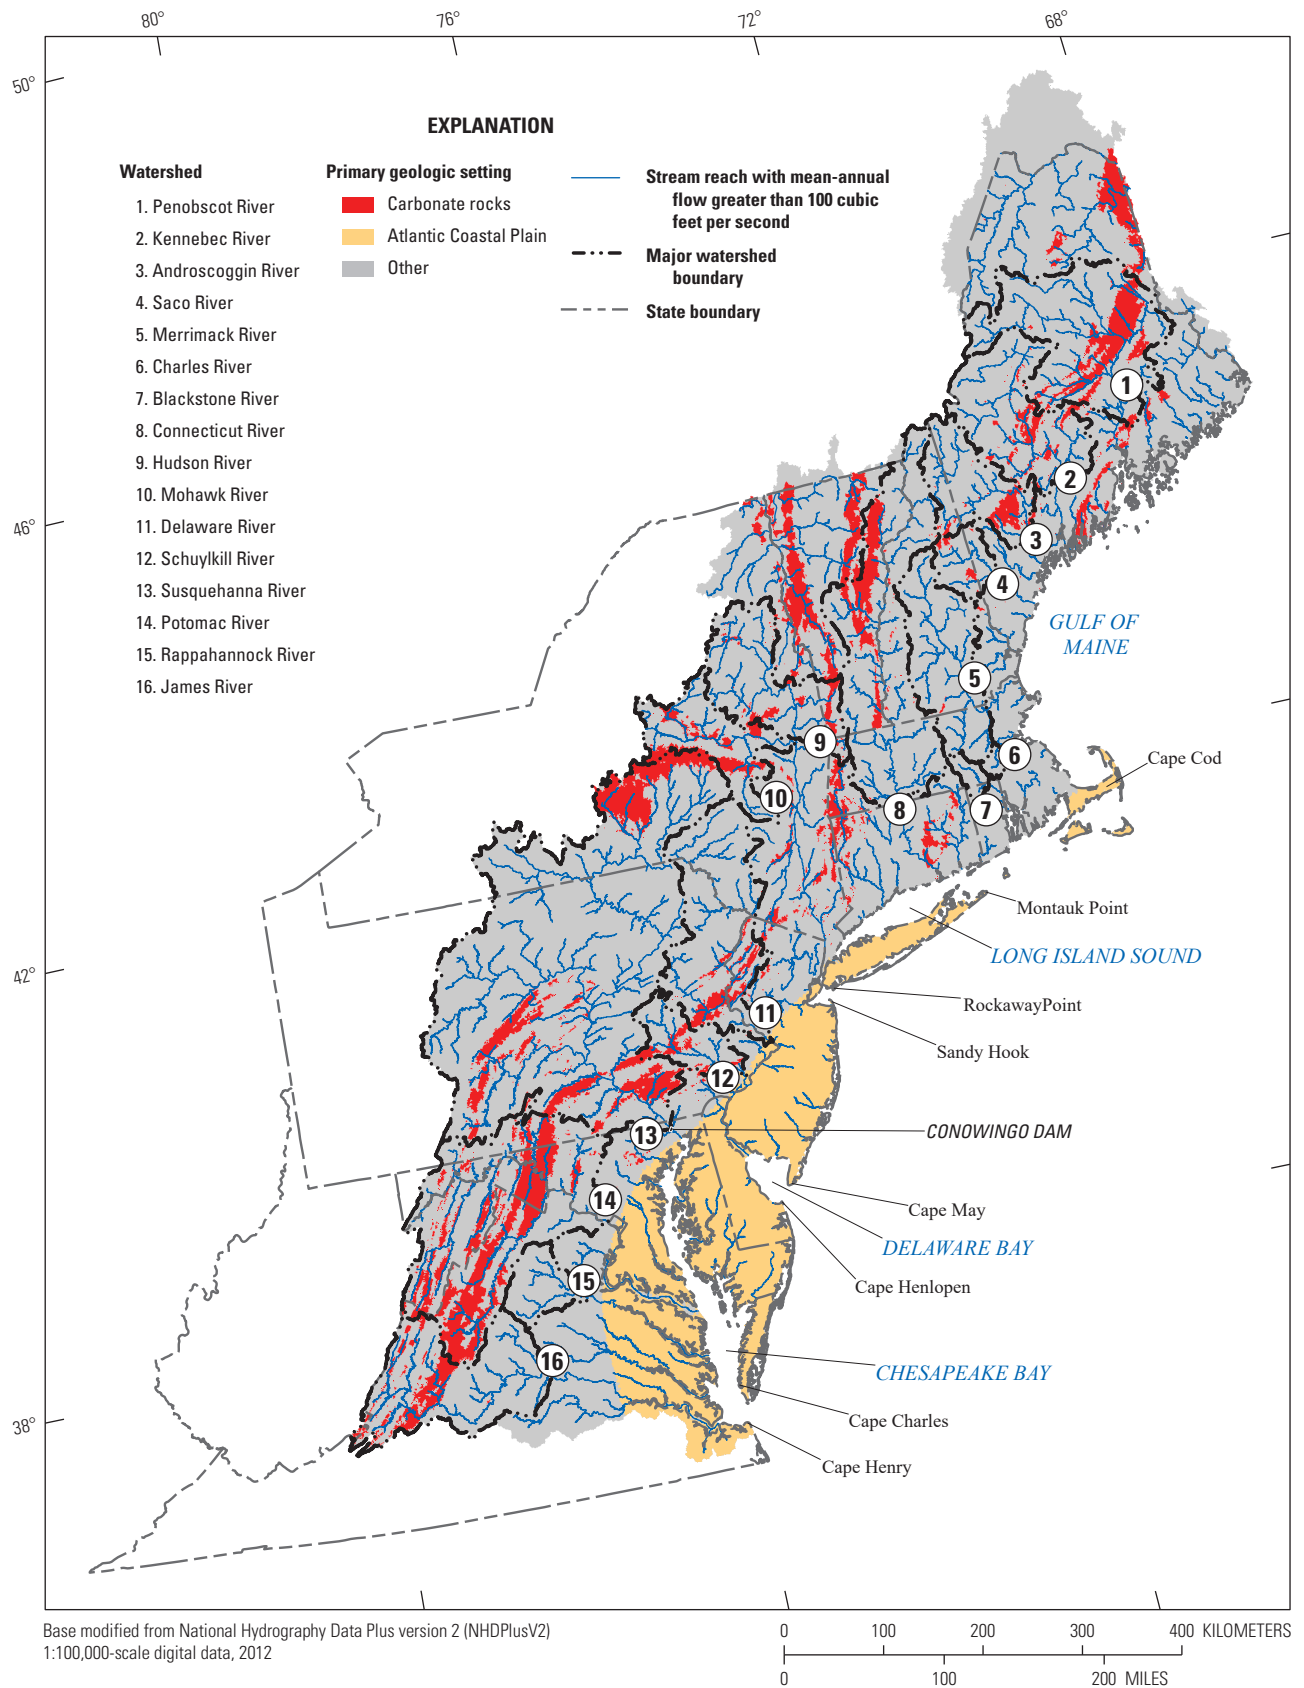 80°
76°
72°
68°
50°
46°
42°
38°
EXPLANATION
Watershed
1. Penobscot River
2. Kennebec River
3. Androscoggin River
4. Saco River
5. Merrimack River
6. Charles River
7. Blackstone River
8. Connecticut River
9. Hudson River
10. Mohawk River
11. Delaware River
12. Schuylkill River
13. Susquehanna River
14. Potomac River
15. Rappahannock River
16. James River
Primary geologic setting
Carbonate rocks
Atlantic Coastal Plain
Other
Stream reach with mean-annual
flow greater than 100 cubic
feet per second
Major watershed
boundary
State boundary
1
2
3
4
GULF OF
MAINE
5
9
6
Cape Cod
10
8
7
Montauk Point
LONG ISLAND SOUND
RockawayPoint
11
Sandy Hook
12
13
CONOWINGO DAM
14
Cape May
DELAWARE BAY
15
Cape Henlopen
16
CHESAPEAKE BAY
Cape Charles
Cape Henry
Base modified from National Hydrography Data Plus version 2 (NHDPlusV2)
1:100,000-scale digital data, 2012
0 100 200 300 400 KILOMETERS
0 100 200 MILES